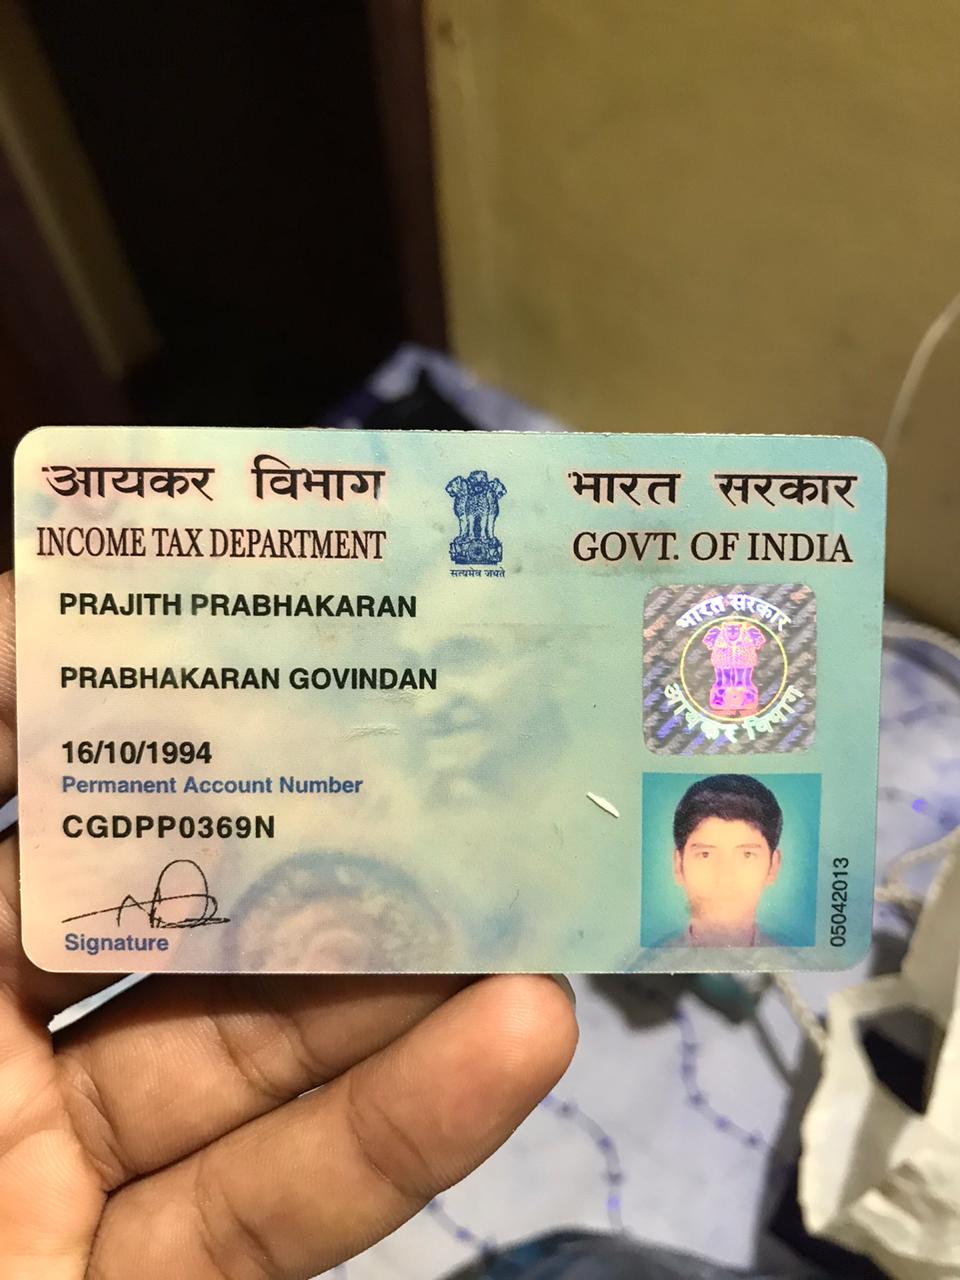 आयकर विभाग
INCOME TAX DEPARTMENT
सत्यमेव जयते
भारत सरकार
GOVT. OF INDIA
PRAJITH PRABHAKARAN
PRABHAKARAN GOVINDAN
16/10/1994
Permanent Account Number
CGDPP0369N
Signature
भारत सरकार
आयकर विभाग
05042013